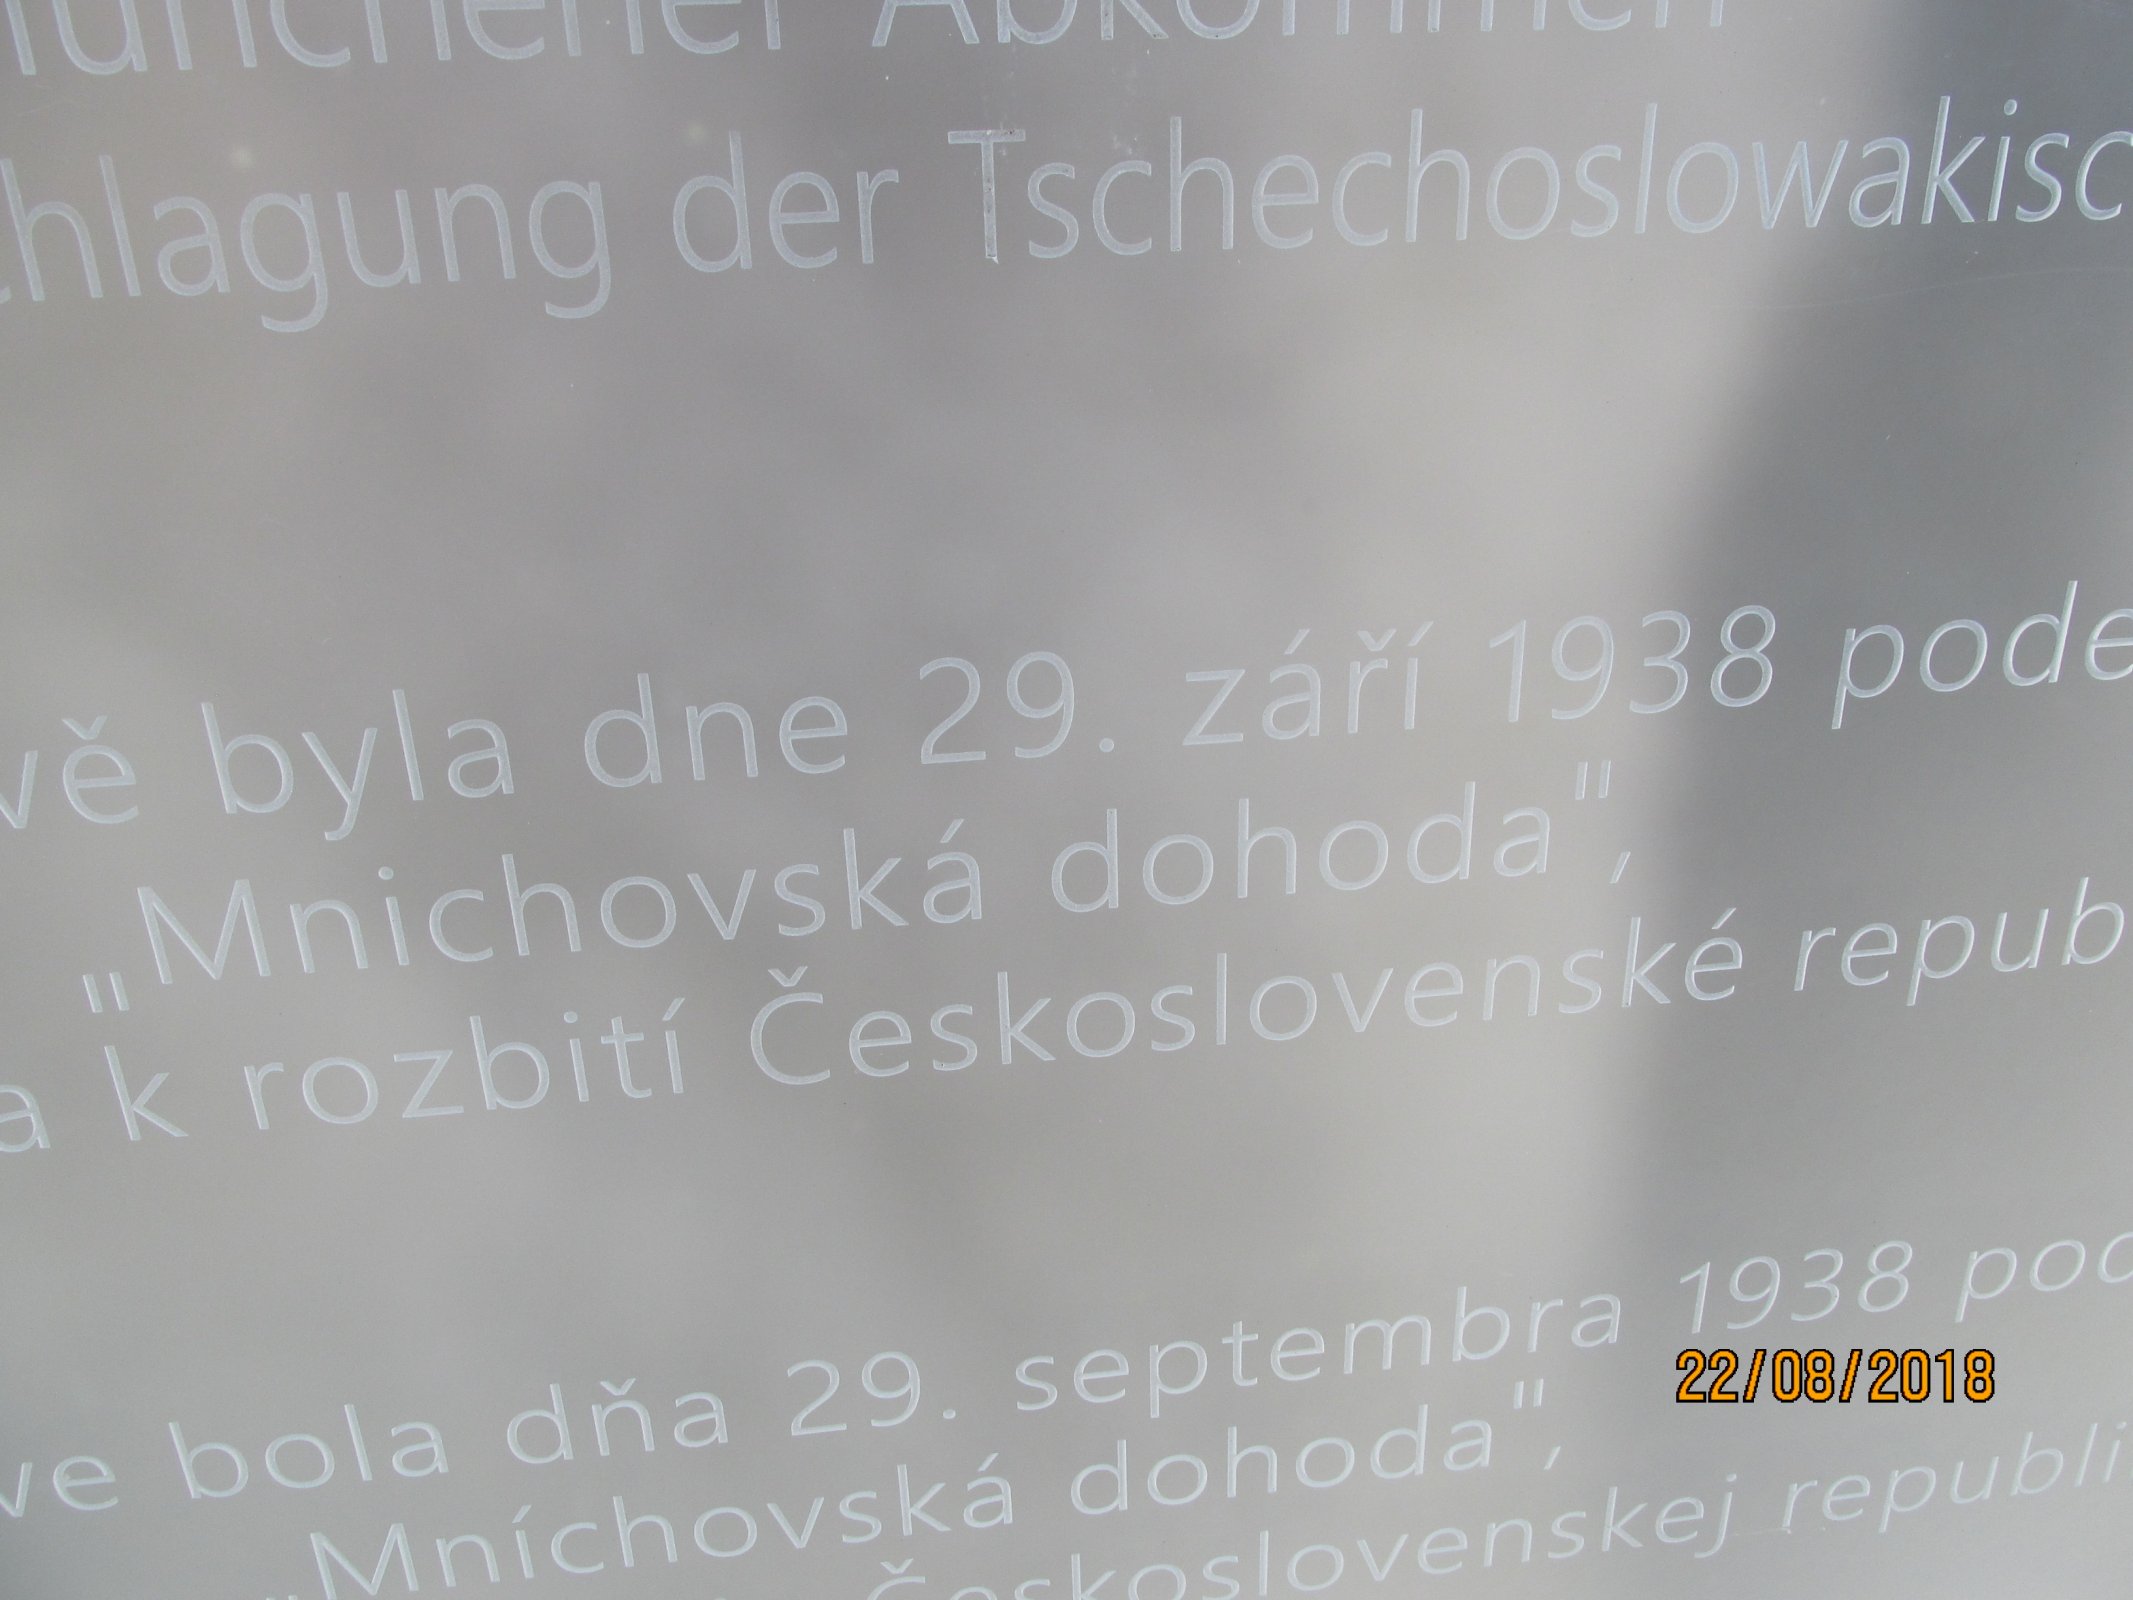 Münchener Abkommen
chlagung der Tschechoslowakisc
vě byla dne 29. září 1938 pode
„Mnichovská dohoda",
a k rozbití Československé repub
ve bola dňa 29. septembra 1938 pod
„Mníchovská dohoda",
Československej republi
22/08/2018